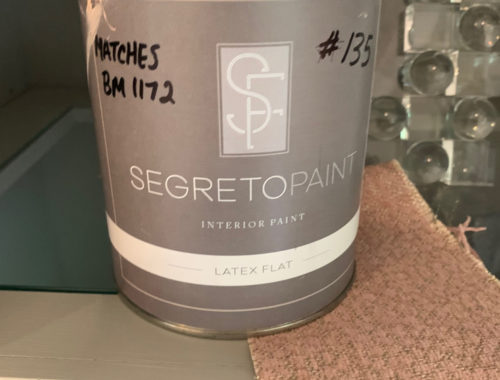 MATCHES
BM 1172
#135
SF
SEGRETOPAINT
INTERIOR PAINT
LATEX FLAT